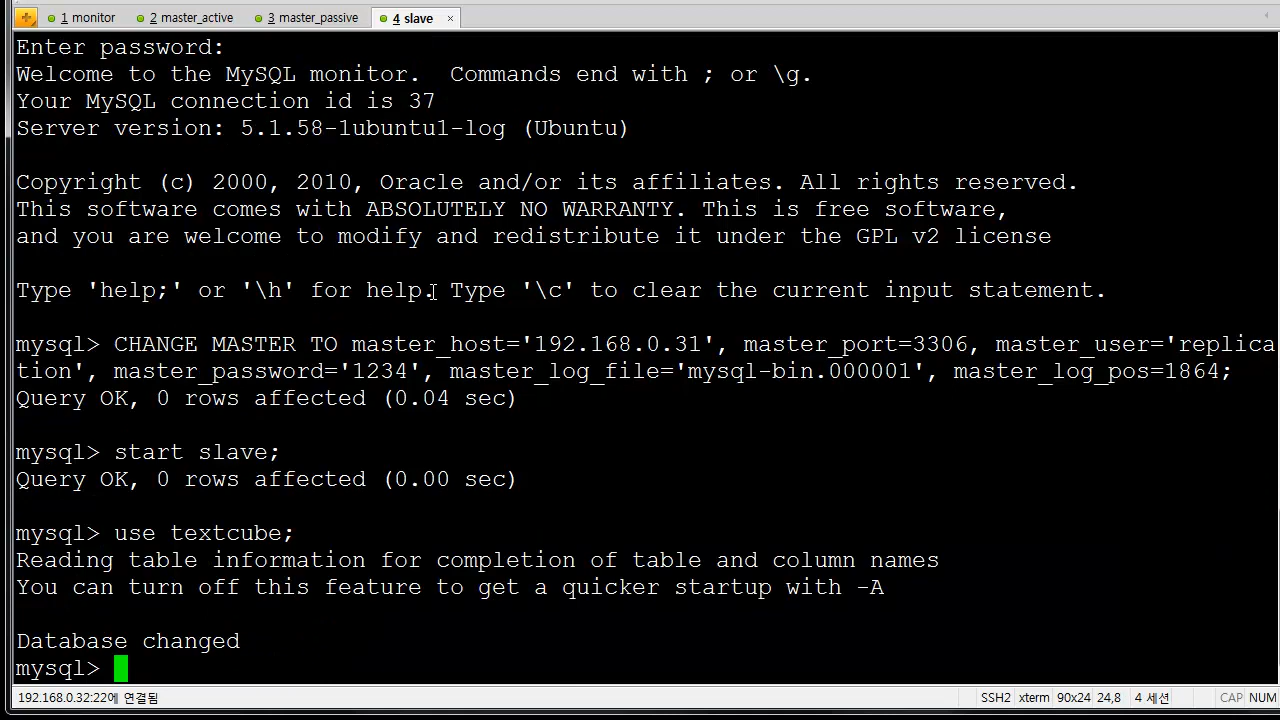 1 monitor 2 master_active 3 master_passive 4 slave ×
Enter password:
Welcome to the MySQL monitor.  Commands end with ; or \g.
Your MySQL connection id is 37
Server version: 5.1.58-1ubuntu1-log (Ubuntu)
Copyright (c) 2000, 2010, Oracle and/or its affiliates. All rights reserved.
This software comes with ABSOLUTELY NO WARRANTY. This is free software,
and you are welcome to modify and redistribute it under the GPL v2 license
Type 'help;' or '\h' for help. Type '\c' to clear the current input statement.
mysql> CHANGE MASTER TO master_host='192.168.0.31', master_port=3306, master_user='replica
tion', master_password='1234', master_log_file='mysql-bin.000001', master_log_pos=1864;
Query OK, 0 rows affected (0.04 sec)
mysql> start slave;
Query OK, 0 rows affected (0.00 sec)
mysql> use textcube;
Reading table information for completion of table and column names
You can turn off this feature to get a quicker startup with -A
Database changed
mysql>
192.168.0.32:22에 연결됨 SSH2 xterm 90x24 24,8 4 세션 CAP NUM